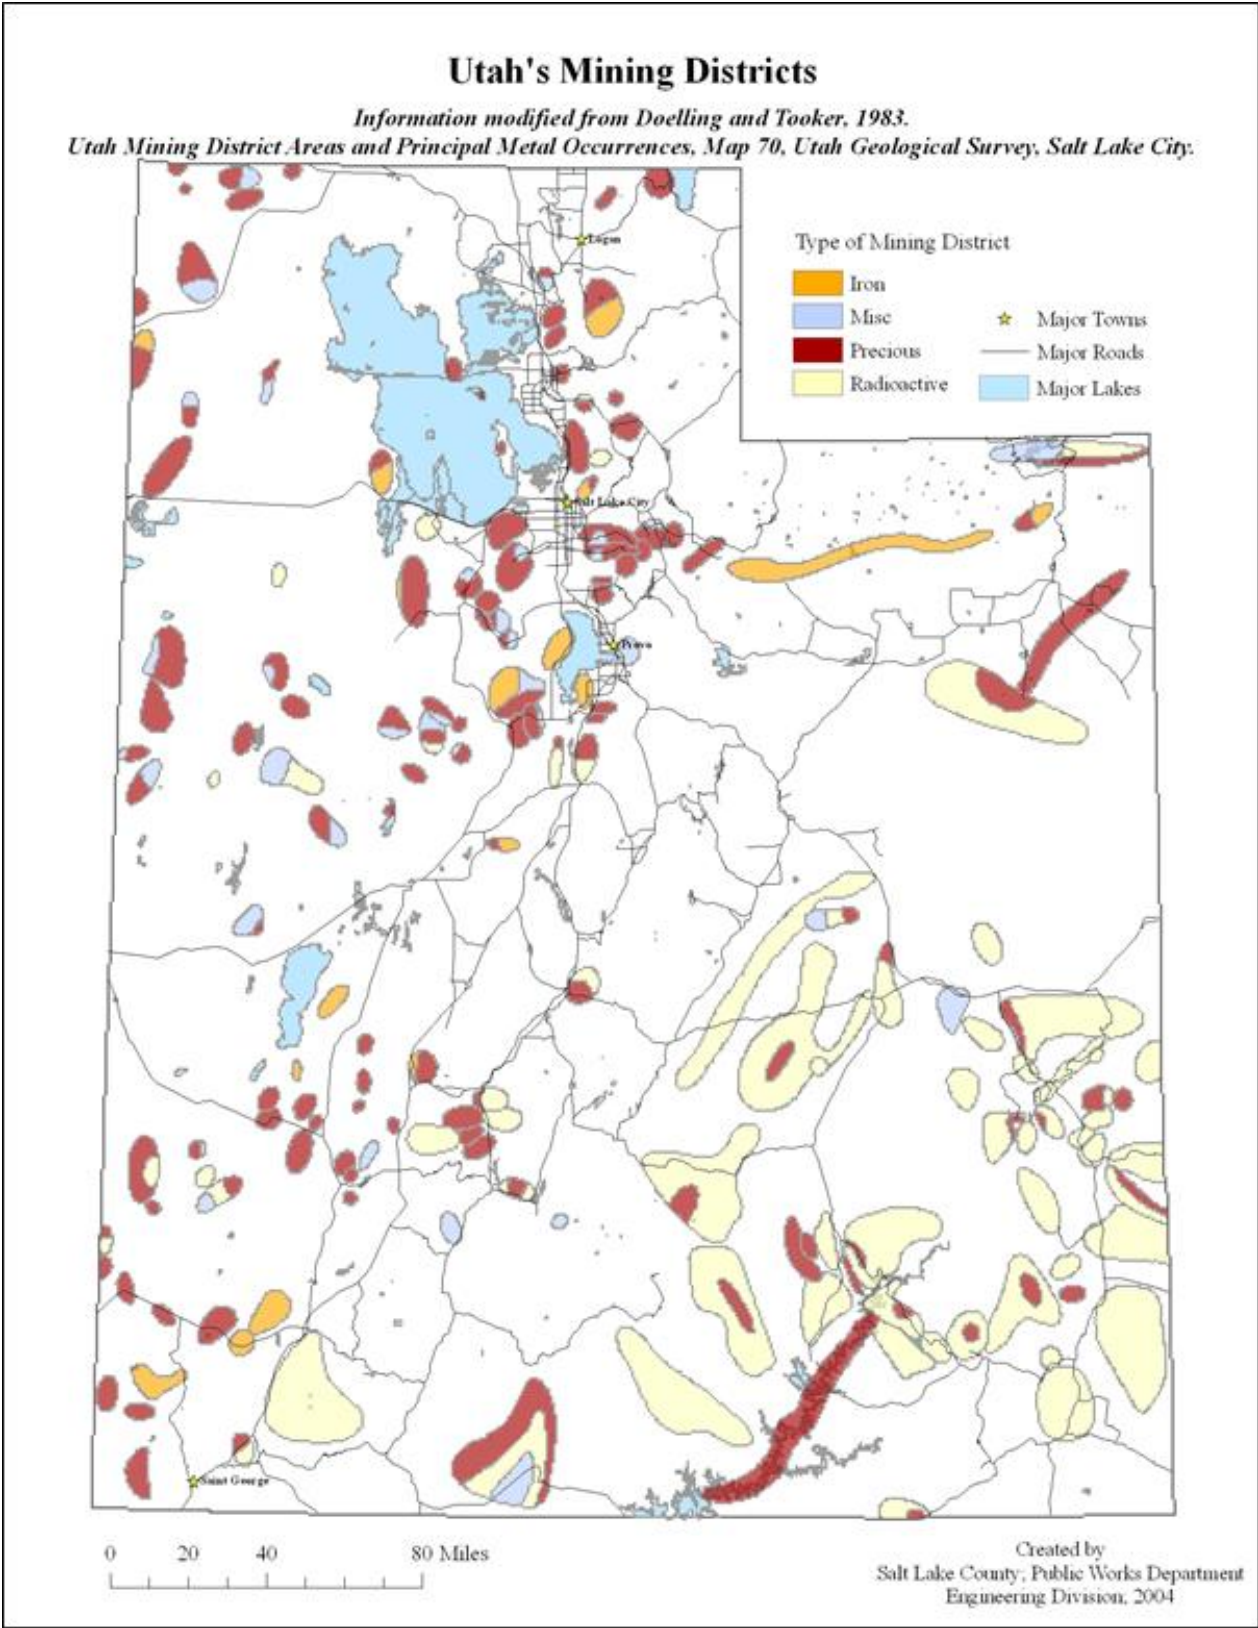 Utah's Mining Districts
Information modified from Doelling and Tooker, 1983.
Utah Mining District Areas and Principal Metal Occurrences, Map 70, Utah Geological Survey, Salt Lake City.
Type of Mining District
Iron
Misc
Precious
Radioactive
Major Towns
Major Roads
Major Lakes
Logan
Salt Lake City
Provo
Saint George
0 20 40 80 Miles
Created by
Salt Lake County; Public Works Department
Engineering Division; 2004